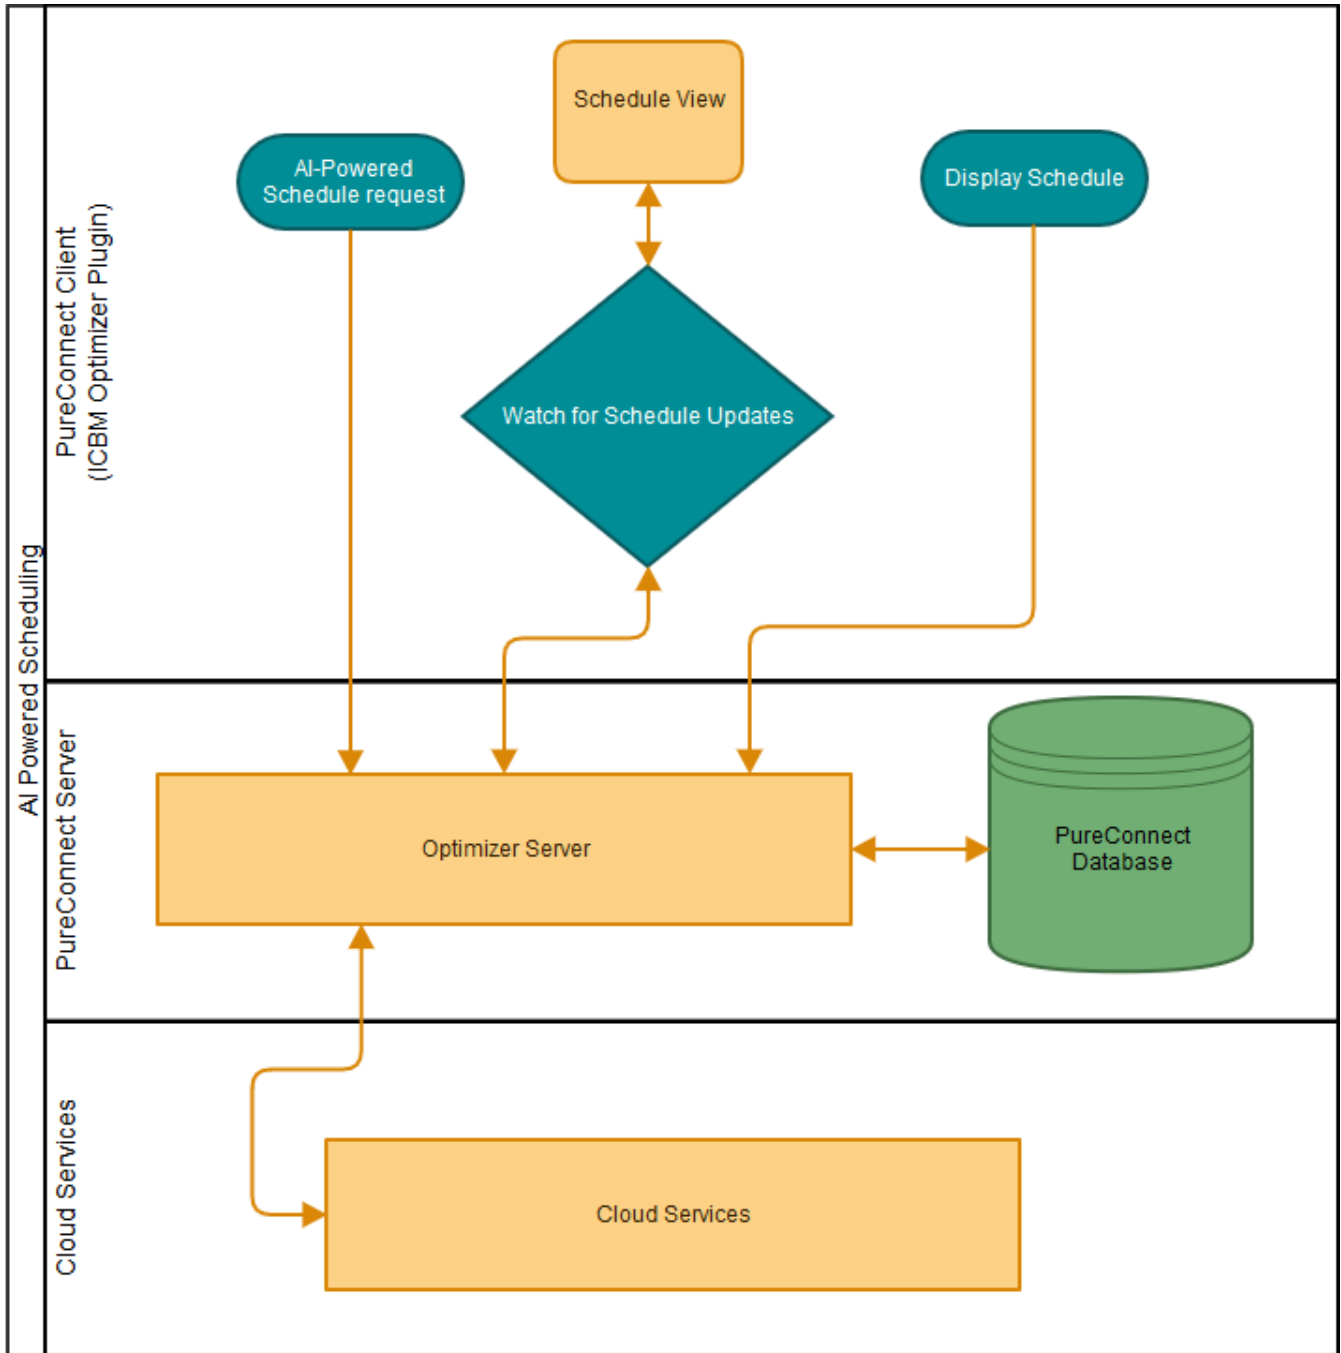 AI Powered Scheduling
PureConnect Client
(ICBM Optimizer Plugin)
Schedule View
AI-Powered
Schedule request
Display Schedule
Watch for Schedule Updates
PureConnect Server
Optimizer Server
PureConnect
Database
Cloud Services
Cloud Services